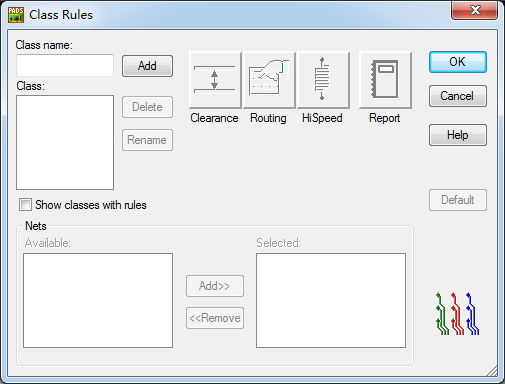 PADS
Class Rules
Class name:
Add
OK
Class:
Cancel
Delete
Rename
Clearance
Routing
HiSpeed
Report
Help
Show classes with rules
Default
Nets
Available:
Selected:
Add>>
<<Remove